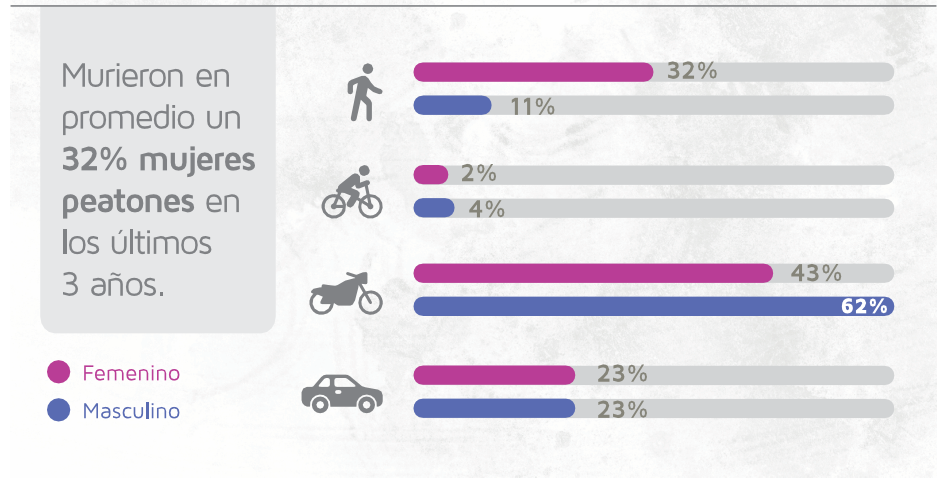 Murieron en
promedio un
32% mujeres
peatones en
los últimos
3 años.
Femenino
Masculino
32%
11%
2%
4%
43%
62%
23%
23%